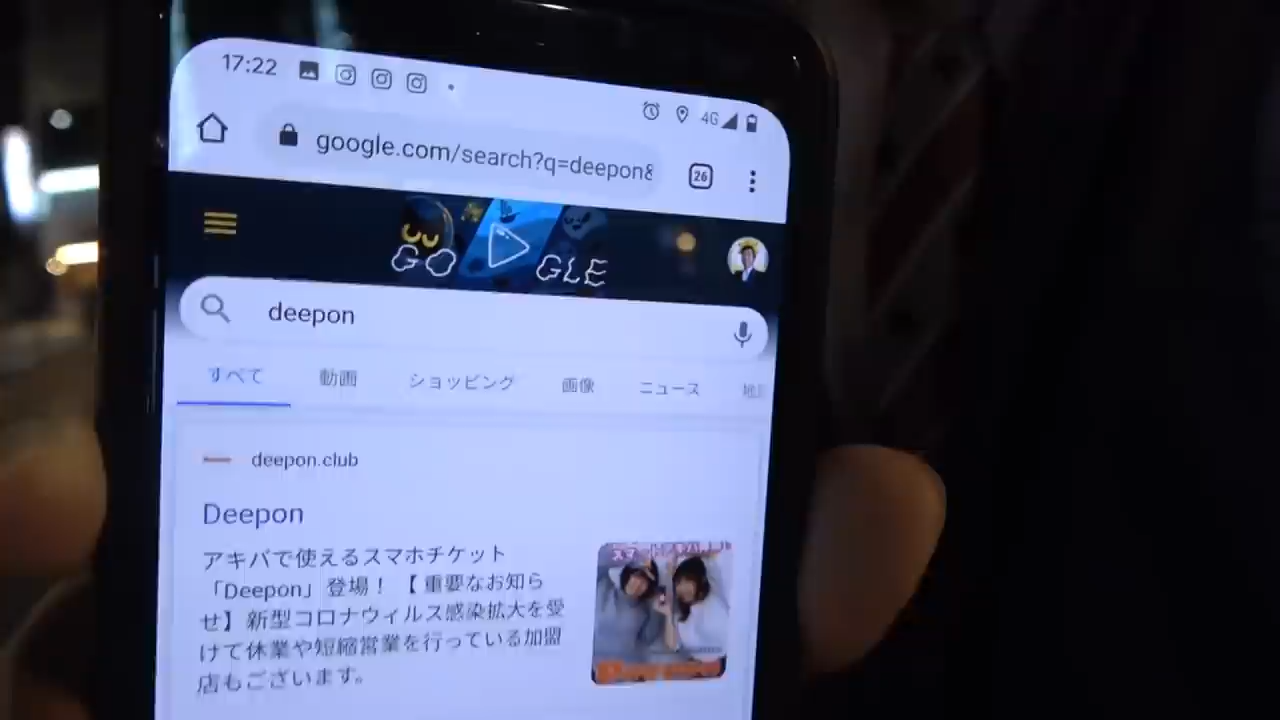 17:22
4G
google.com/search?q=deepon&
26
GO GLE
deepon
すべて 動画 ショッピング 画像 ニュース
deepon.club
Deepon
アキバで使えるスマホチケット
「Deepon」登場！ 【重要なお知ら
せ】新型コロナウィルス感染拡大を受
けて休業や短縮営業を行っている加盟
店もございます。